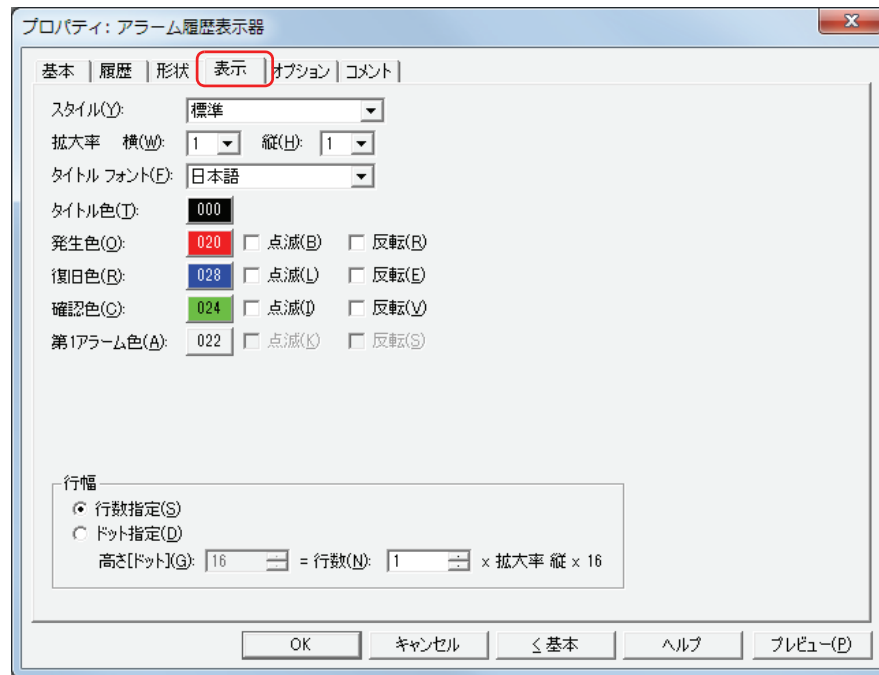 プロパティ: アラーム履歴表示器
基本 履歴 形状 表示 オプション コメント
スタイル(Y): 標準
拡大率 横(W): 1 縦(H): 1
タイトル フォント(F): 日本語
タイトル色(T): 000
発生色(O): 020 点滅(B) 反転(R)
復旧色(R): 028 点滅(L) 反転(E)
確認色(C): 024 点滅(I) 反転(V)
第1アラーム色(A): 022 点滅(K) 反転(S)
行幅
行数指定(S)
ドット指定(D)
高さ[ドット](G): 16 = 行数(N): 1 x 拡大率 縦 x 16
OK キャンセル < 基本 ヘルプ プレビュー(P)